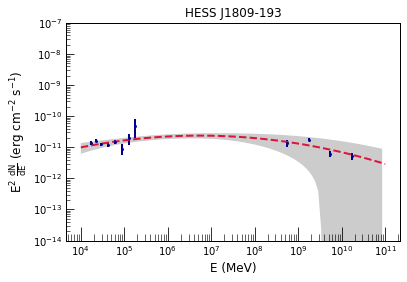 HESS J1809-193
10⁻⁷
10⁻⁸
10⁻⁹
10⁻¹⁰
10⁻¹¹
10⁻¹²
10⁻¹³
10⁻¹⁴
E² dN/dE (erg cm⁻² s⁻¹)
10⁴ 10⁵ 10⁶ 10⁷ 10⁸ 10⁹ 10¹⁰ 10¹¹
E (MeV)